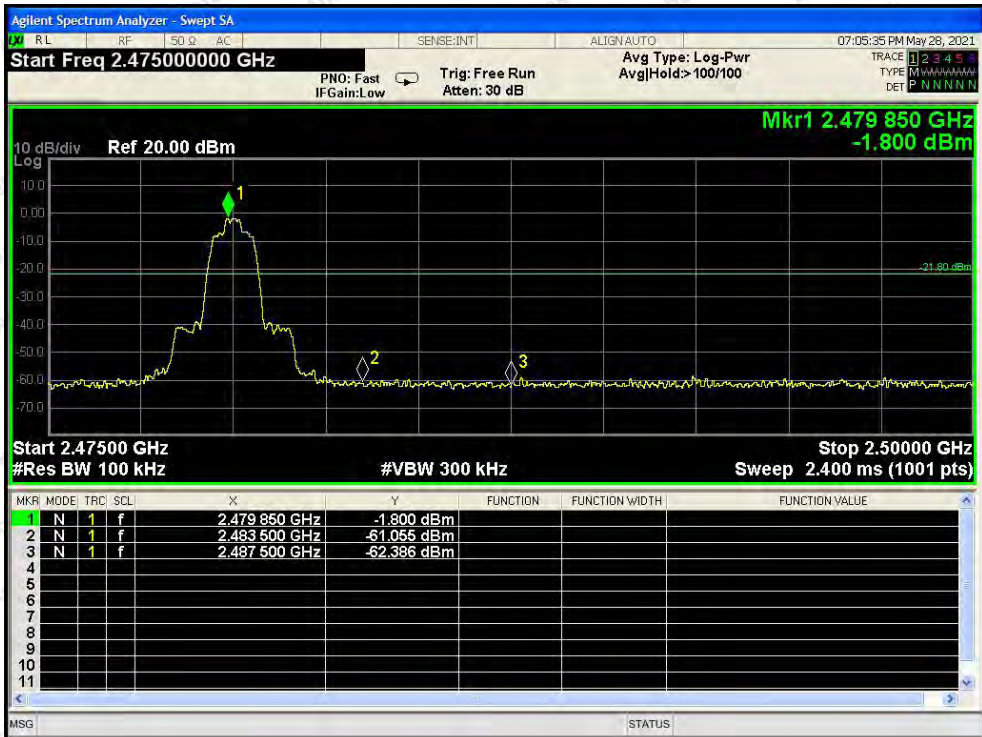 Agilent Spectrum Analyzer - Swept SA
LXI RL RF 50 Ω AC SENSE:INT ALIGN AUTO 07:05:35 PM May 28, 2021
Start Freq 2.475000000 GHz
PNO: Fast
IFGain:Low
Trig: Free Run
Atten: 30 dB
Avg Type: Log-Pwr
Avg|Hold:>100/100
TRACE 1 2 3 4 5 6
TYPE M
DET P N N N N N
Mkr1 2.479 850 GHz
-1.800 dBm
10 dB/div Ref 20.00 dBm
Log
10.0
0.00
-10.0
-20.0
-30.0
-40.0
-50.0
-60.0
-70.0
1
-21.80 dBm
2
3
Start 2.47500 GHz Stop 2.50000 GHz
#Res BW 100 kHz #VBW 300 kHz Sweep 2.400 ms (1001 pts)
MKR MODE TRC SCL X Y FUNCTION FUNCTION WIDTH FUNCTION VALUE
1 N 1 f 2.479 850 GHz -1.800 dBm
2 N 1 f 2.483 500 GHz -61.055 dBm
3 N 1 f 2.487 500 GHz -62.386 dBm
4
5
6
7
8
9
10
11
MSG STATUS